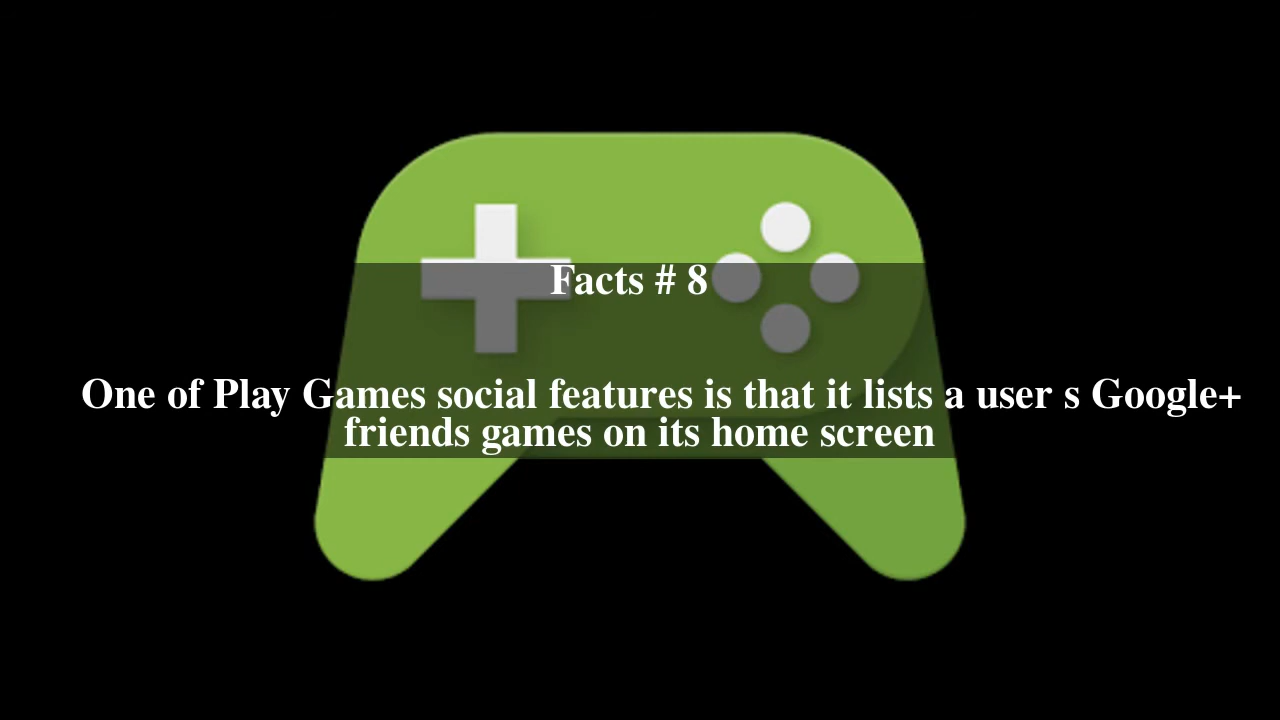 Facts # 8
One of Play Games social features is that it lists a user s Google+
friends games on its home screen